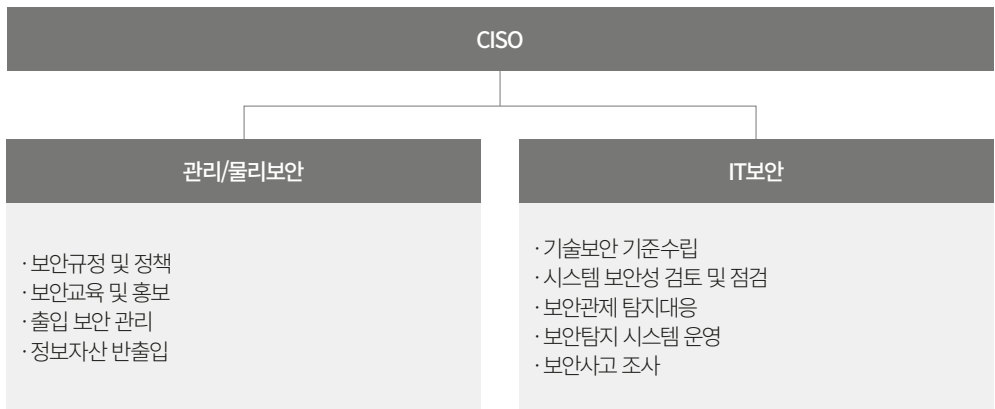 CISO
관리/물리보안
· 보안규정 및 정책
· 보안교육 및 홍보
· 출입 보안 관리
· 정보자산 반출입
IT보안
· 기술보안 기준수립
· 시스템 보안성 검토 및 점검
· 보안관제 탐지대응
· 보안탐지 시스템 운영
· 보안사고 조사